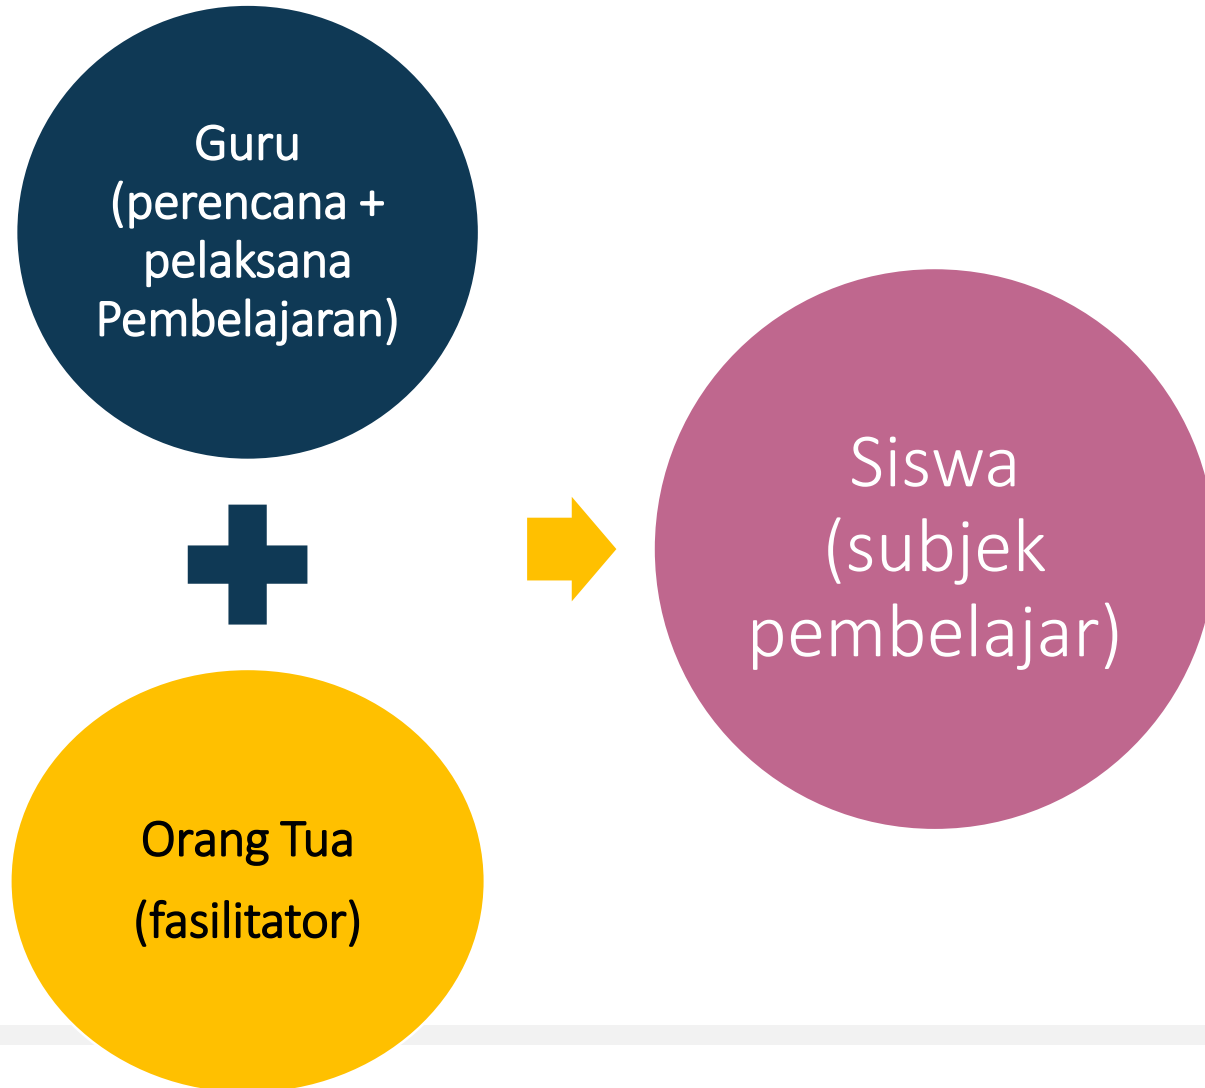 Guru
(perencana +
pelaksana
Pembelajaran)
Orang Tua
(fasilitator)
Siswa
(subjek
pembelajar)